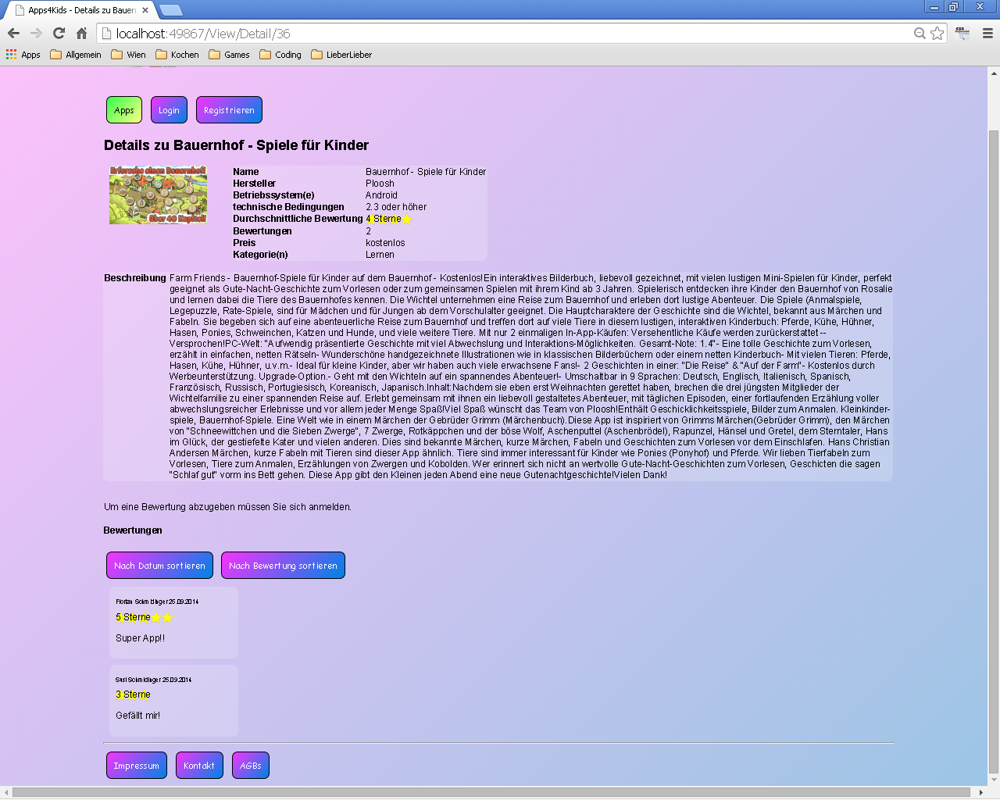 Apps4Kids - Details zu Bauer
localhost:49867/View/Detail/36
Apps Allgemein Wien Kochen Games Coding LieberLieber
Apps Login Registrieren
Details zu Bauernhof - Spiele für Kinder
Erforsche einen Bauernhof!
Über 40 Kapitel!
Name Bauernhof - Spiele für Kinder
Hersteller Ploosh
Betriebssystem(e) Android
technische Bedingungen 2.3 oder höher
Durchschnittliche Bewertung 4 Sterne
Bewertungen 2
Preis kostenlos
Kategorie(n) Lernen
Beschreibung Farm Friends - Bauernhof-Spiele für Kinder auf dem Bauernhof - Kostenlos!Ein interaktives Bilderbuch, liebevoll gezeichnet, mit vielen lustigen Mini-Spielen für Kinder, perfekt
geeignet als Gute-Nacht-Geschichte zum Vorlesen oder zum gemeinsamen Spielen mit ihrem Kind ab 3 Jahren. Spielerisch entdecken ihre Kinder den Bauernhof von Rosalie
und lernen dabei die Tiere des Bauernhofes kennen. Die Wichtel unternehmen eine Reise zum Bauernhof und erleben dort lustige Abenteuer. Die Spiele (Anmalspiele,
Legepuzzle, Rate-Spiele, sind für Mädchen und für Jungen ab dem Vorschulalter geeignet. Die Hauptcharaktere der Geschichte sind die Wichtel, bekannt aus Märchen und
Fabeln. Sie begeben sich auf eine abenteuerliche Reise zum Bauernhof und treffen dort auf viele Tiere in diesem lustigen, interaktiven Kinderbuch: Pferde, Kühe, Hühner,
Hasen, Ponies, Schweinchen, Katzen und Hunde, und viele weitere Tiere. Mit nur 2 einmaligen In-App-Käufen: Versehentliche Käufe werden zurückerstattet --
Versprochen!PC-Welt: "Aufwendig präsentierte Geschichte mit viel Abwechslung und Interaktions-Möglichkeiten. Gesamt-Note: 1.4"- Eine tolle Geschichte zum Vorlesen,
erzählt in einfachen, netten Rätseln- Wunderschöne handgezeichnete Illustrationen wie in klassischen Bilderbüchern oder einem netten Kinderbuch- Mit vielen Tieren: Pferde,
Hasen, Kühe, Hühner, u.v.m.- Ideal für kleine Kinder, aber wir haben auch viele erwachsene Fans!- 2 Geschichten in einer: "Die Reise" & "Auf der Farm"- Kostenlos durch
Werbeunterstützung. Upgrade-Option.- Geht mit den Wichteln auf ein spannendes Abenteuer!- Umschaltbar in 9 Sprachen: Deutsch, Englisch, Italienisch, Spanisch,
Französisch, Russisch, Portugiesisch, Koreanisch, Japanisch.Inhalt:Nachdem sie eben erst Weihnachten gerettet haben, brechen die drei jüngsten Mitglieder der
Wichtelfamilie zu einer spannenden Reise auf. Erlebt gemeinsam mit ihnen ein liebevoll gestaltetes Abenteuer, mit täglichen Episoden, einer fortlaufenden Erzählung voller
abwechslungsreicher Erlebnisse und vor allem jeder Menge Spaß!Viel Spaß wünscht das Team von Ploosh!Enthält Geschicklichkeitsspiele, Bilder zum Anmalen. Kleinkinder-
spiele, Bauernhof-Spiele. Eine Welt wie in einem Märchen der Gebrüder Grimm (Märchenbuch).Diese App ist inspiriert von Grimms Märchen(Gebrüder Grimm), den Märchen
von "Schneewittchen und die Sieben Zwerge", 7 Zwerge, Rotkäppchen und der böse Wolf, Aschenputtel (Aschenbrödel), Rapunzel, Hänsel und Gretel, dem Sterntaler, Hans
im Glück, der gestiefelte Kater und vielen anderen. Dies sind bekannte Märchen, kurze Märchen, Fabeln und Geschichten zum Vorlesen vor dem Einschlafen. Hans Christian
Andersen Märchen, kurze Fabeln mit Tieren sind dieser App ähnlich. Tiere sind immer interessant für Kinder wie Ponies (Ponyhof) und Pferde. Wir lieben Tierfabeln zum
Vorlesen, Tiere zum Anmalen, Erzählungen von Zwergen und Kobolden. Wer erinnert sich nicht an wertvolle Gute-Nacht-Geschichten zum Vorlesen, Geschicten die sagen
"Schlaf gut" vorm ins Bett gehen. Diese App gibt den Kleinen jeden Abend eine neue Gutenachtgeschichte!Vielen Dank!
Um eine Bewertung abzugeben müssen Sie sich anmelden.
Bewertungen
Nach Datum sortieren Nach Bewertung sortieren
Florian Schmidinger 25.09.2014
5 Sterne
Super App!!
Susi Schmidinger 25.09.2014
3 Sterne
Gefällt mir!
Impressum Kontakt AGBs